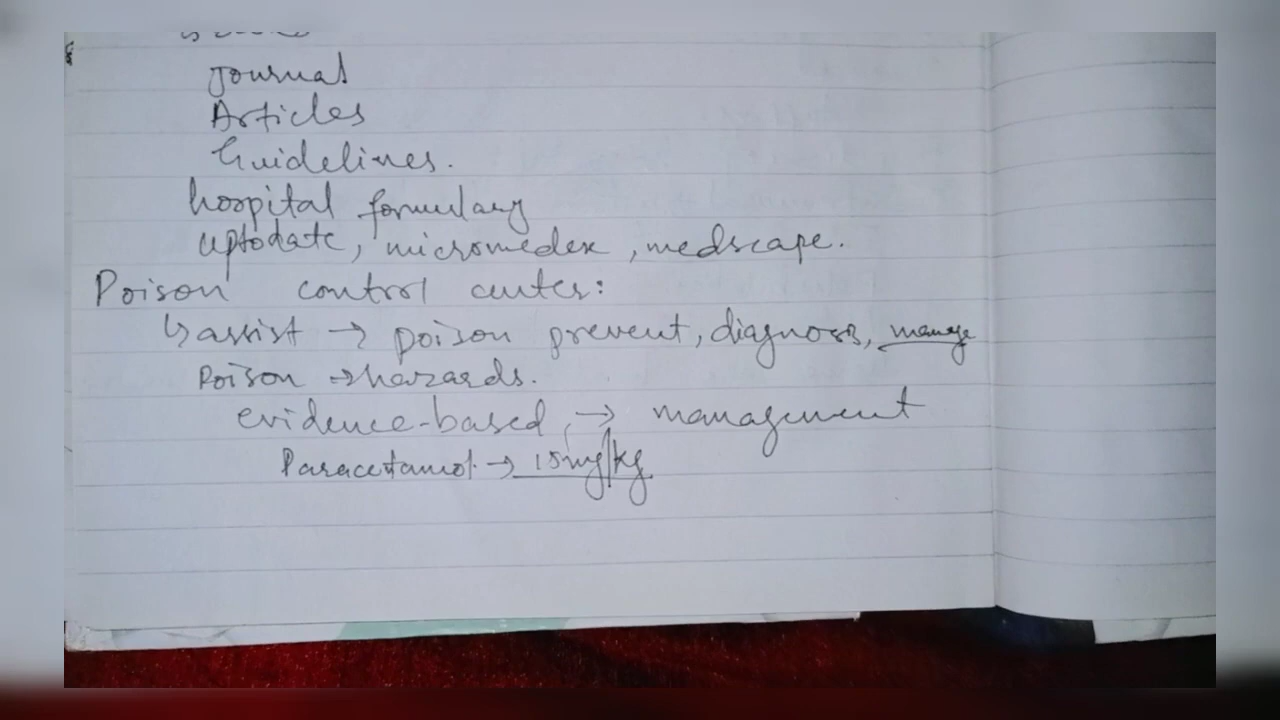 Journal
Articles
Guidelines.
hospital formulary
uptodate, micromedex, medscape.
Poison control center:
↳ assist → poison prevent, diagnosis, manage
Poison → hazards.
evidence-based, → management
Paracetamol → 15mg/kg